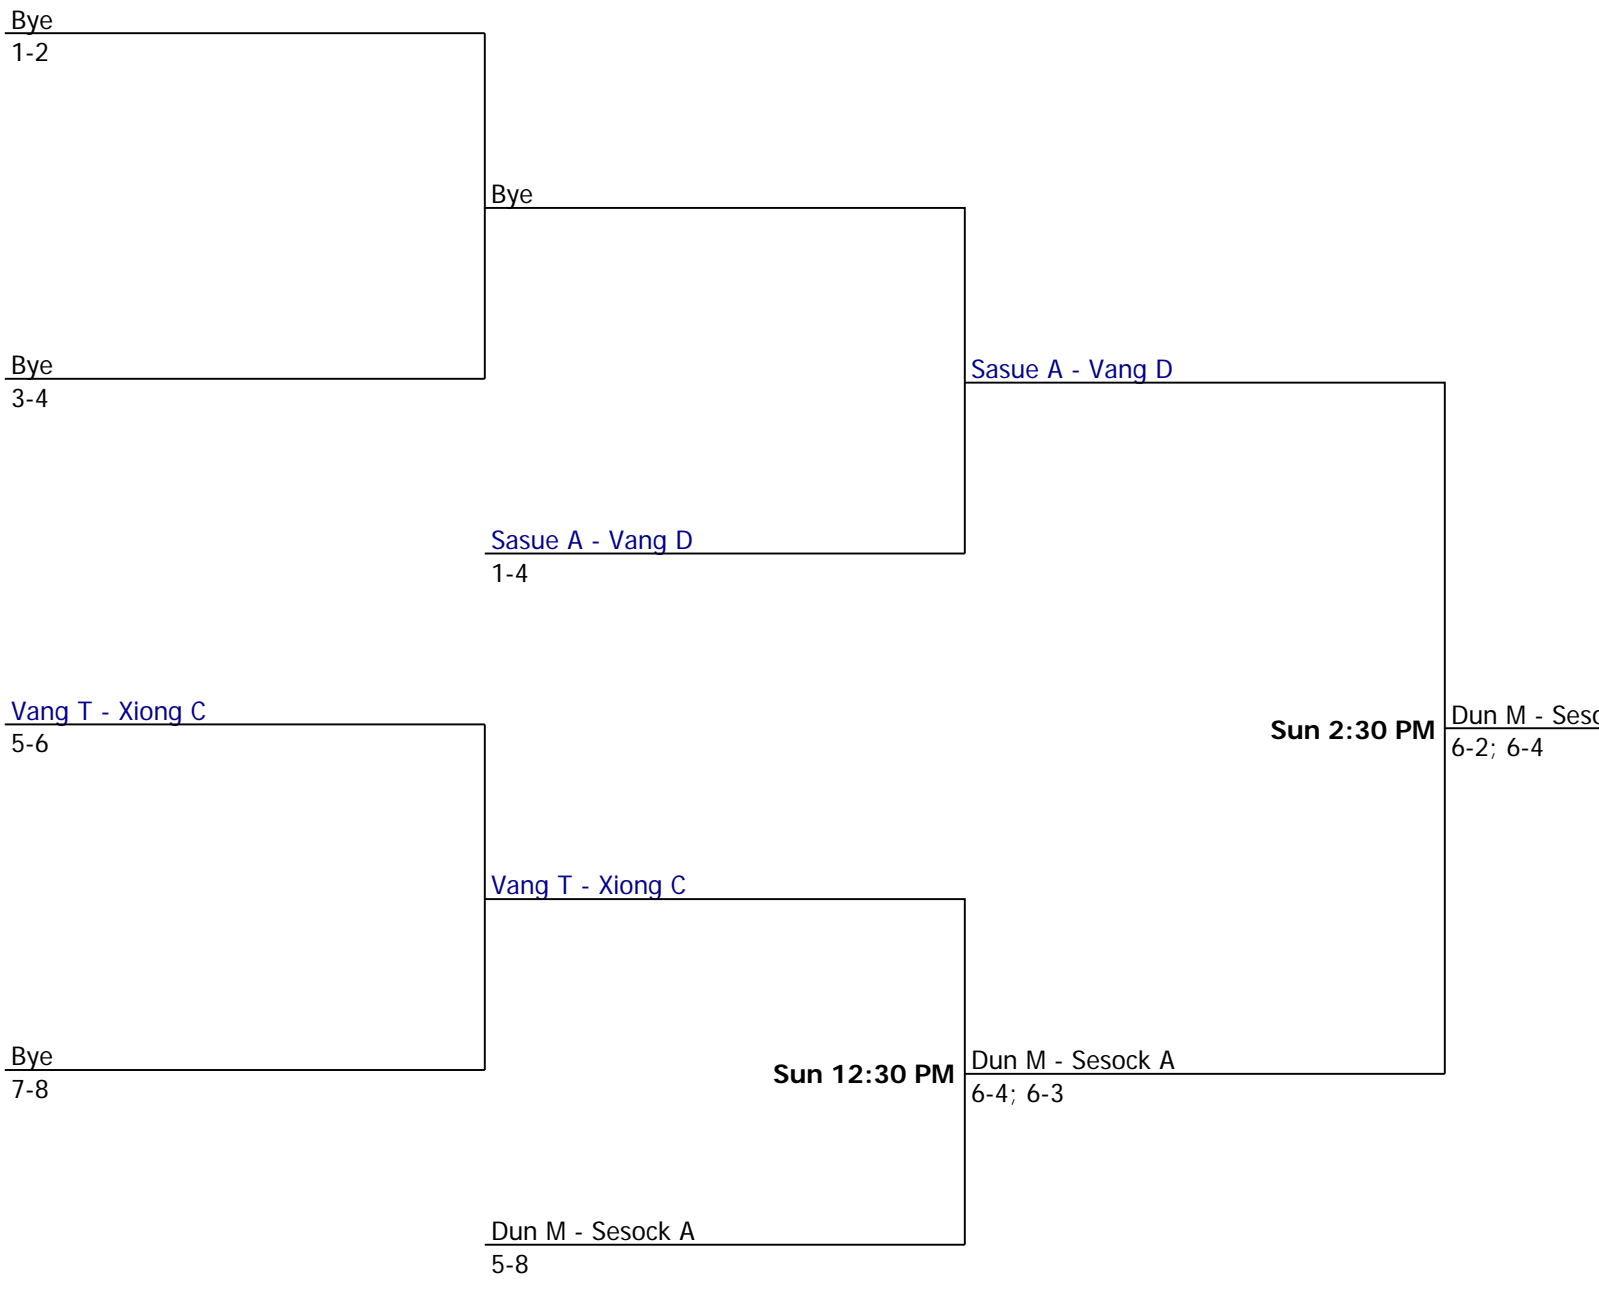 Bye
1-2
Bye
Bye
3-4
Sasue A - Vang D
Sasue A - Vang D
1-4
Vang T - Xiong C
5-6
Sun 2:30 PM
Dun M -
6-2; 6-4
Vang T - Xiong C
Bye
7-8
Sun 12:30 PM
Dun M - Sesock A
6-4; 6-3
Dun M - Sesock A
5-8